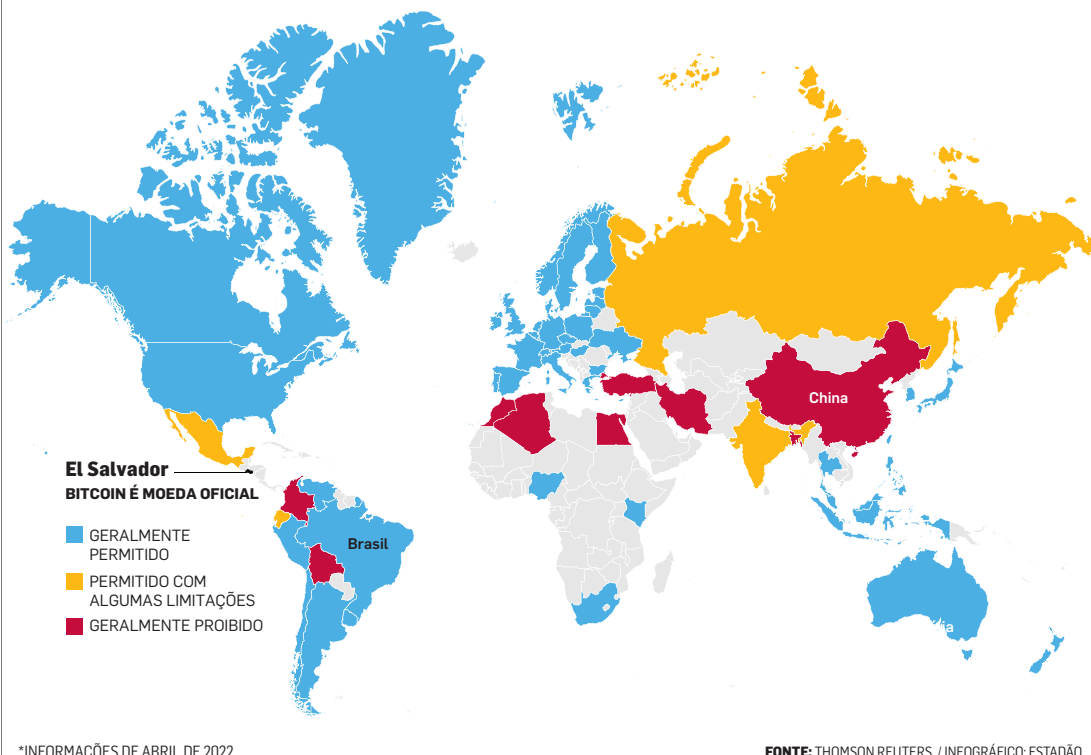 China
El Salvador
BITCOIN É MOEDA OFICIAL
GERALMENTE
PERMITIDO
Brasil
PERMITIDO COM
ALGUMAS LIMITAÇÕES
GERALMENTE PROIBIDO
*INFORMAÇÕES DE ABRIL DE 2022
FONTE: THOMSON REUTERS / INFOGRÁFICO: ESTADÃO